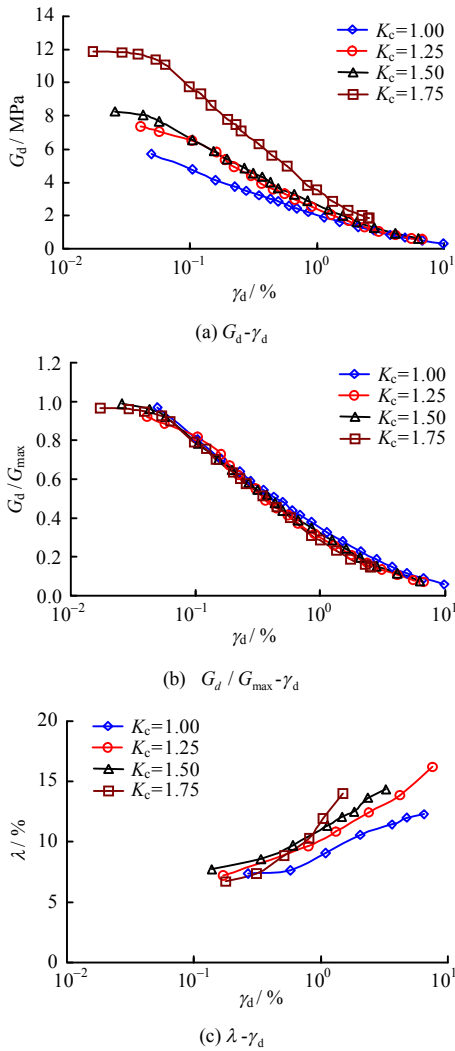 14
12
10
8
6
4
2
0
G_d / MPa
K_c=1.00
K_c=1.25
K_c=1.50
K_c=1.75
10^−2
10^−1
10^0
10^1
γ_d / %
(a) G_d-γ_d
1.2
1.0
0.8
0.6
0.4
0.2
0.0
G_d / G_max
K_c=1.00
K_c=1.25
K_c=1.50
K_c=1.75
10^−2
10^−1
10^0
10^1
γ_d / %
(b) G_d / G_max-γ_d
20
15
10
5
0
λ / %
K_c=1.00
K_c=1.25
K_c=1.50
K_c=1.75
10^−2
10^−1
10^0
10^1
γ_d / %
(c) λ-γ_d